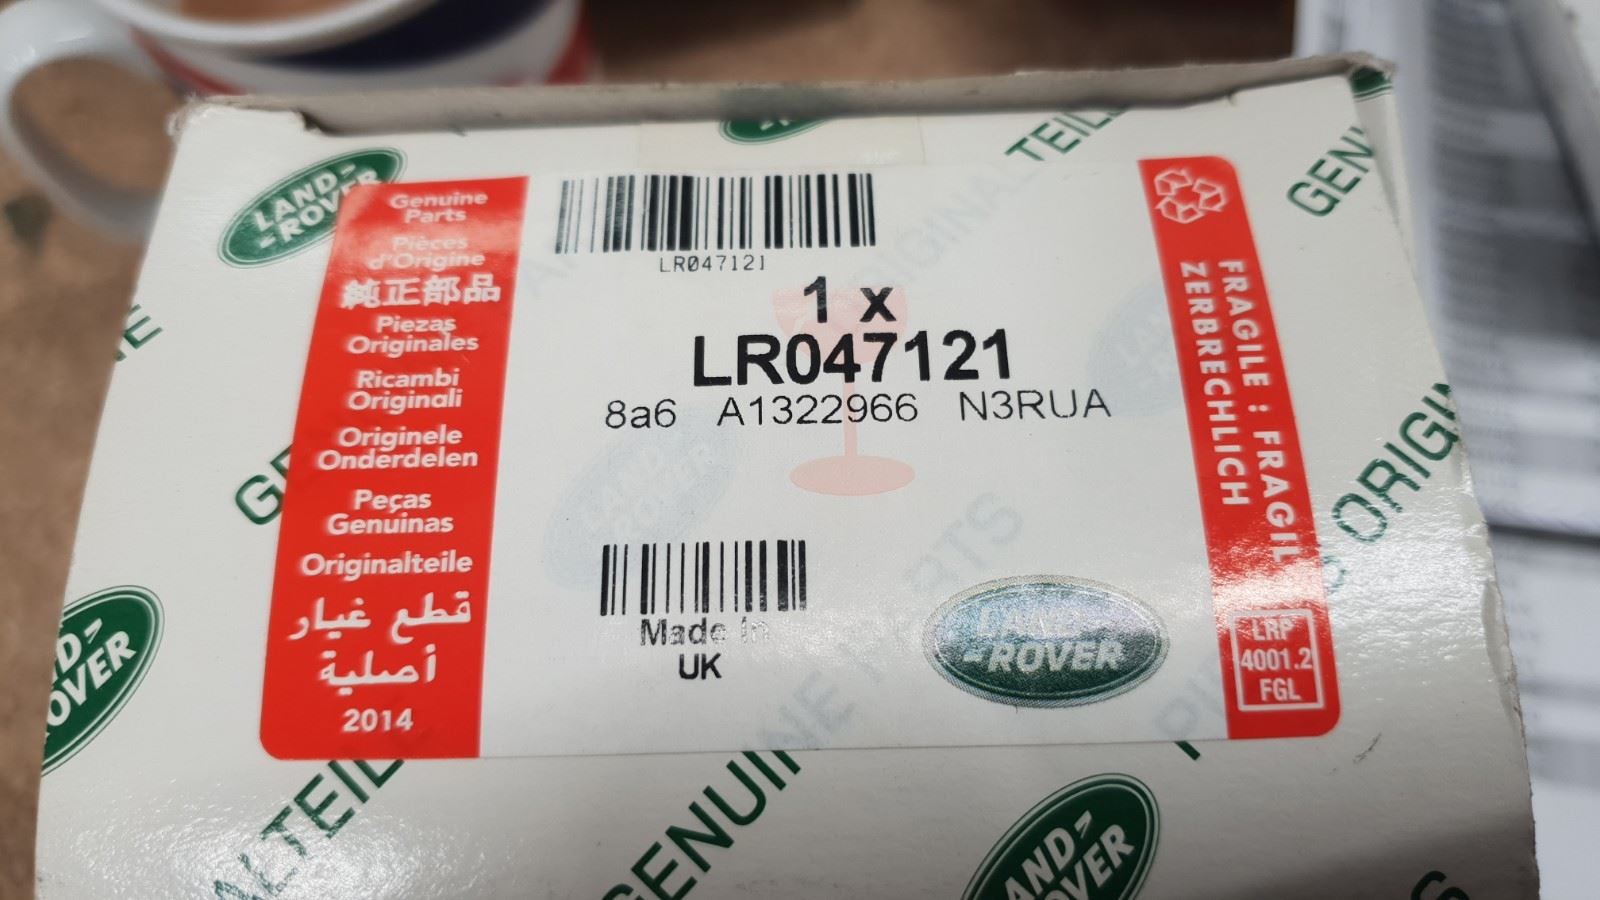 LAND-
-ROVER
Genuine
Parts
Pièces
d'Origine
純正部品
Piezas
Originales
Ricambi
Originali
Originele
Onderdelen
Peças
Genuinas
Originalteile
قطع غيار
أصلية
2014
LR047121
1 x
LR047121
8a6 A1322966 N3RUA
Made In
UK
LAND-
-ROVER
FRAGILE : FRAGIL
ZERBRECHLICH
LRP
4001.2
FGL
GENUINE